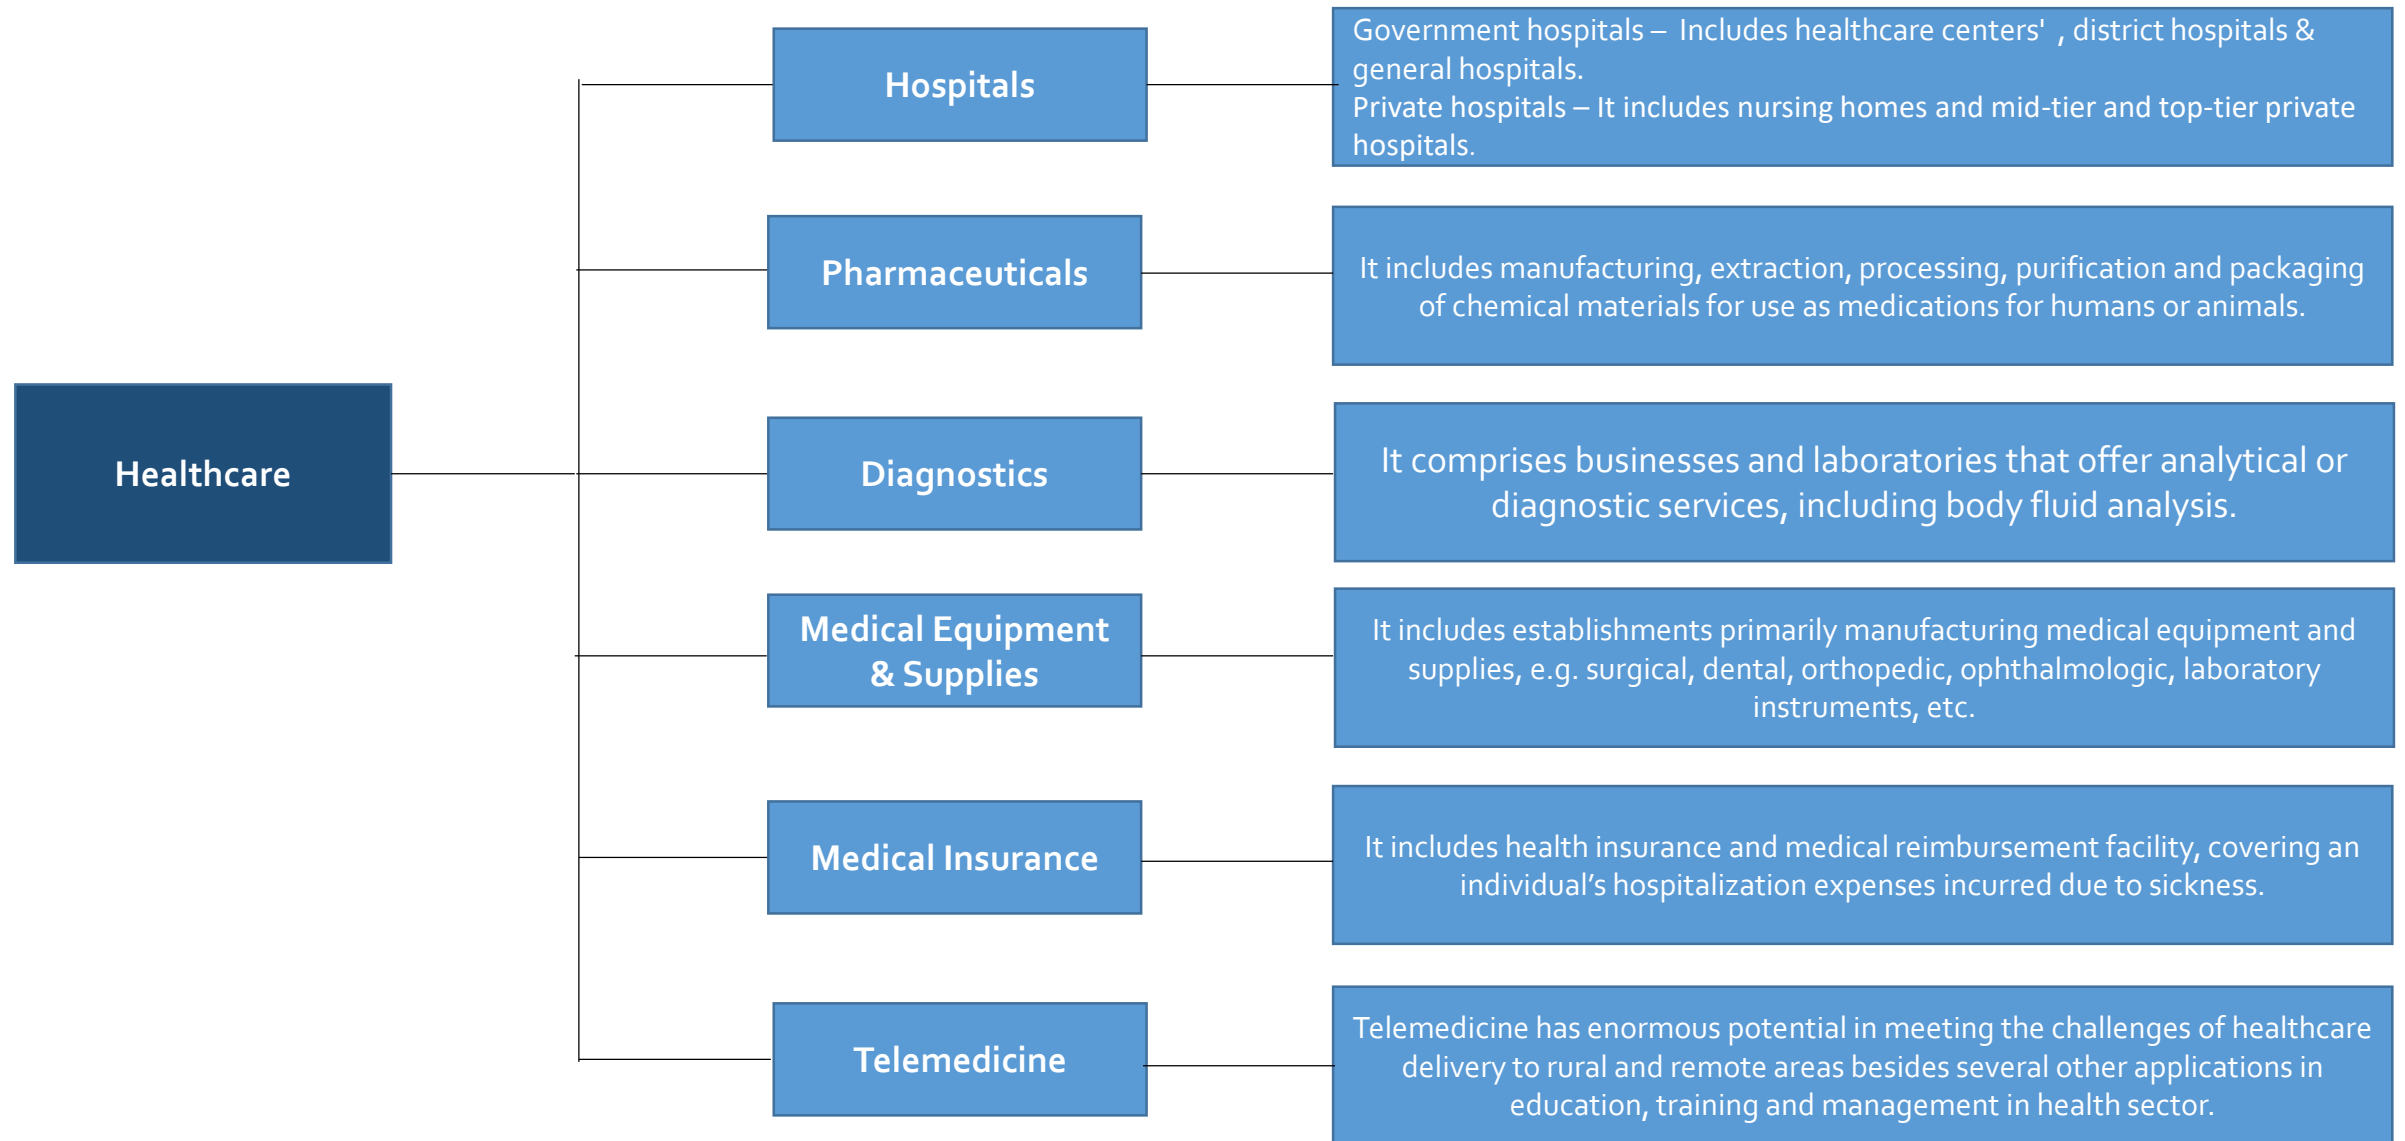 Healthcare
Hospitals
Government hospitals – Includes healthcare centers' , district hospitals &
general hospitals.
Private hospitals – It includes nursing homes and mid-tier and top-tier private
hospitals.
Pharmaceuticals
It includes manufacturing, extraction, processing, purification and packaging
of chemical materials for use as medications for humans or animals.
Diagnostics
It comprises businesses and laboratories that offer analytical or
diagnostic services, including body fluid analysis.
Medical Equipment
& Supplies
It includes establishments primarily manufacturing medical equipment and
supplies, e.g. surgical, dental, orthopedic, ophthalmologic, laboratory
instruments, etc.
Medical Insurance
It includes health insurance and medical reimbursement facility, covering an
individual’s hospitalization expenses incurred due to sickness.
Telemedicine
Telemedicine has enormous potential in meeting the challenges of healthcare
delivery to rural and remote areas besides several other applications in
education, training and management in health sector.